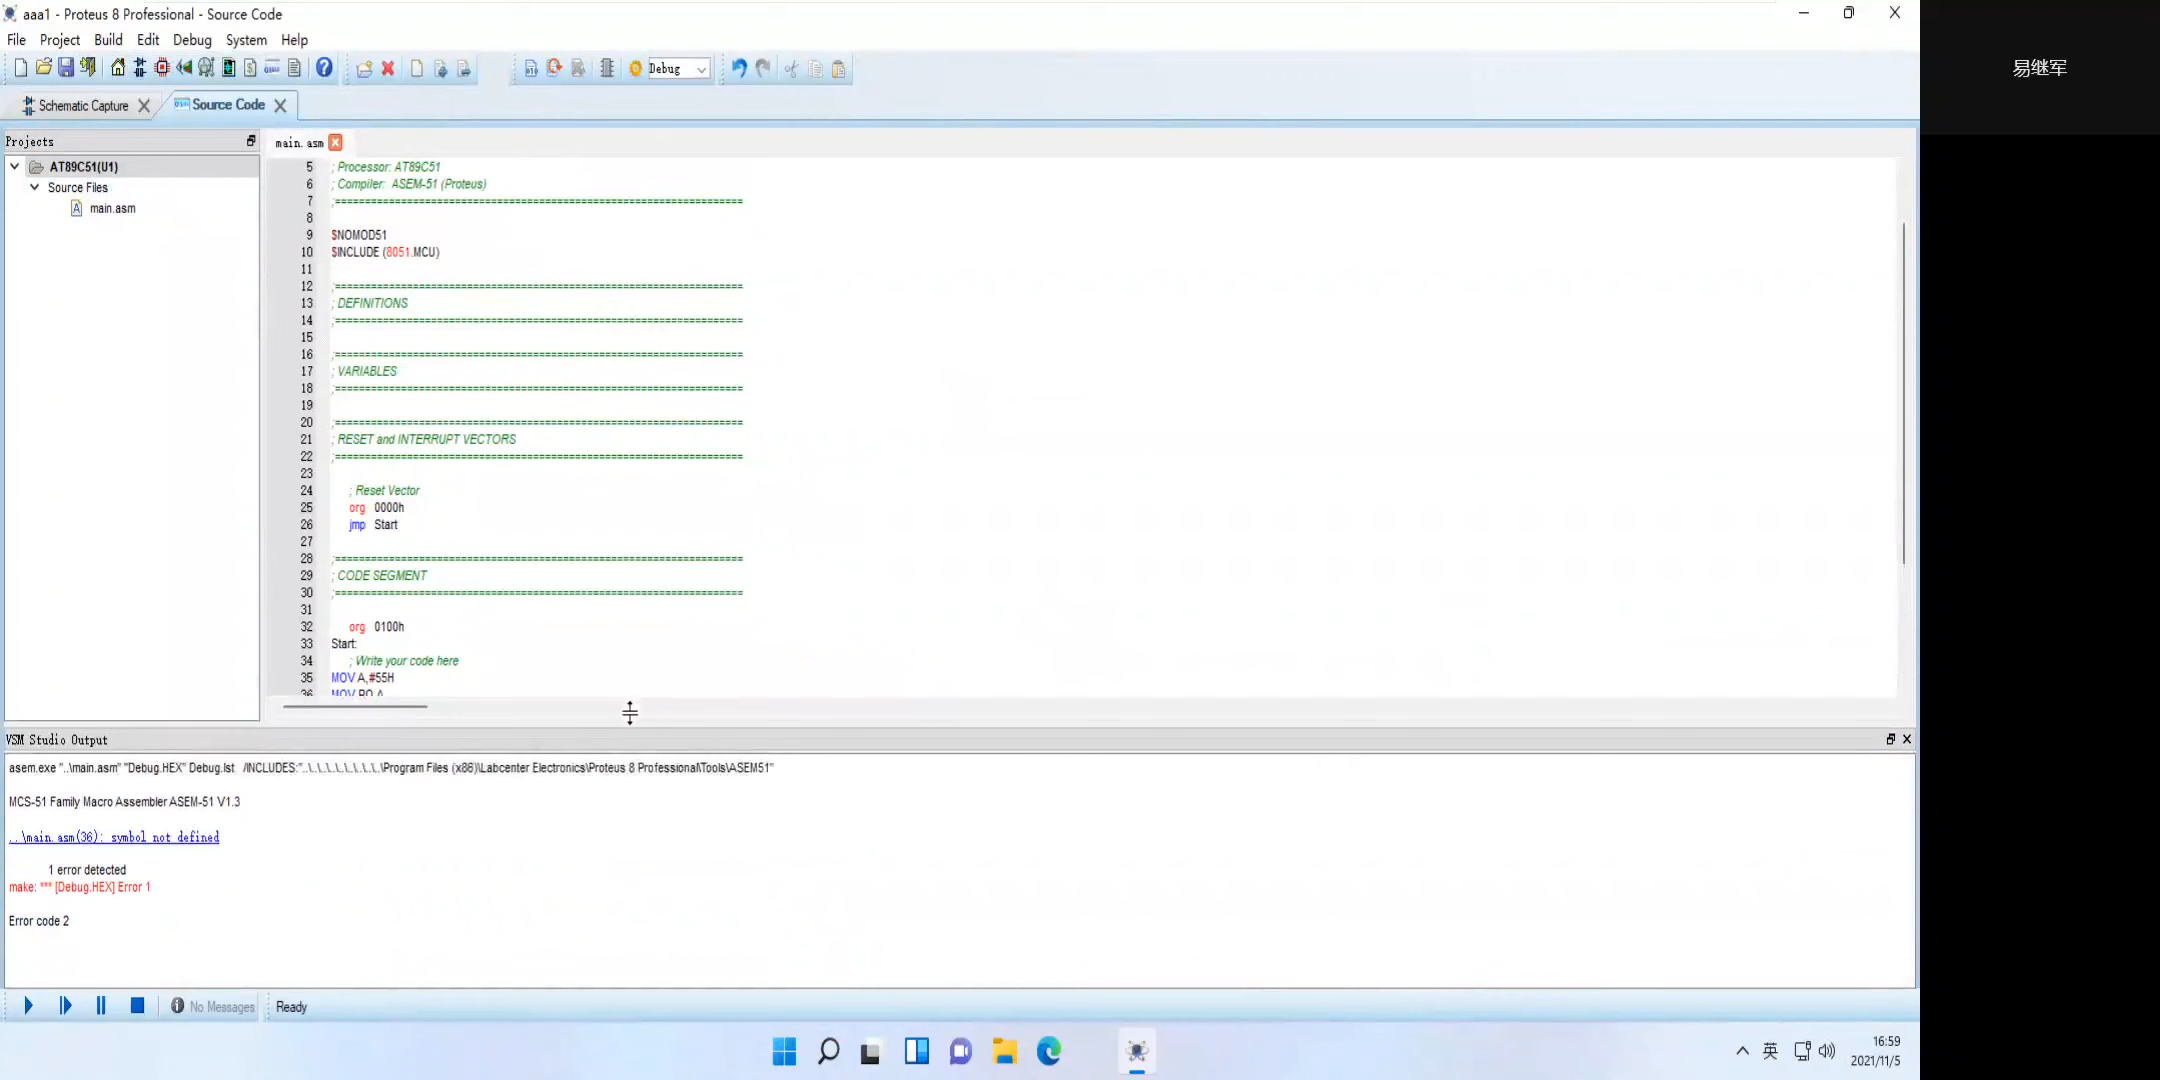 aaa1 - Proteus 8 Professional - Source Code
File Project Build Edit Debug System Help
Debug
Schematic Capture
Source Code
Projects
AT89C51(U1)
Source Files
main.asm
main.asm
5 ; Processor: AT89C51
6 ; Compiler: ASEM-51 (Proteus)
7 ;====================================================================
8
9 $NOMOD51
10 $INCLUDE (8051.MCU)
11
12 ;====================================================================
13 ; DEFINITIONS
14 ;====================================================================
15
16 ;====================================================================
17 ; VARIABLES
18 ;====================================================================
19
20 ;====================================================================
21 ; RESET and INTERRUPT VECTORS
22 ;====================================================================
23
24 ; Reset Vector
25 org 0000h
26 jmp Start
27
28 ;====================================================================
29 ; CODE SEGMENT
30 ;====================================================================
31
32 org 0100h
33 Start:
34 ; Write your code here
35 MOV A,#55H
36 MOV PO,A
VSM Studio Output
asem.exe "..\main.asm" "Debug.HEX" Debug.lst /INCLUDES:"..\..\..\..\..\..\..\..\Program Files (x86)\Labcenter Electronics\Proteus 8 Professional\Tools\ASEM51"
MCS-51 Family Macro Assembler ASEM-51 V1.3
..\main.asm(36): symbol not defined
1 error detected
make: *** [Debug.HEX] Error 1
Error code 2
No Messages
Ready
英
16:59
2021/11/5
易继军